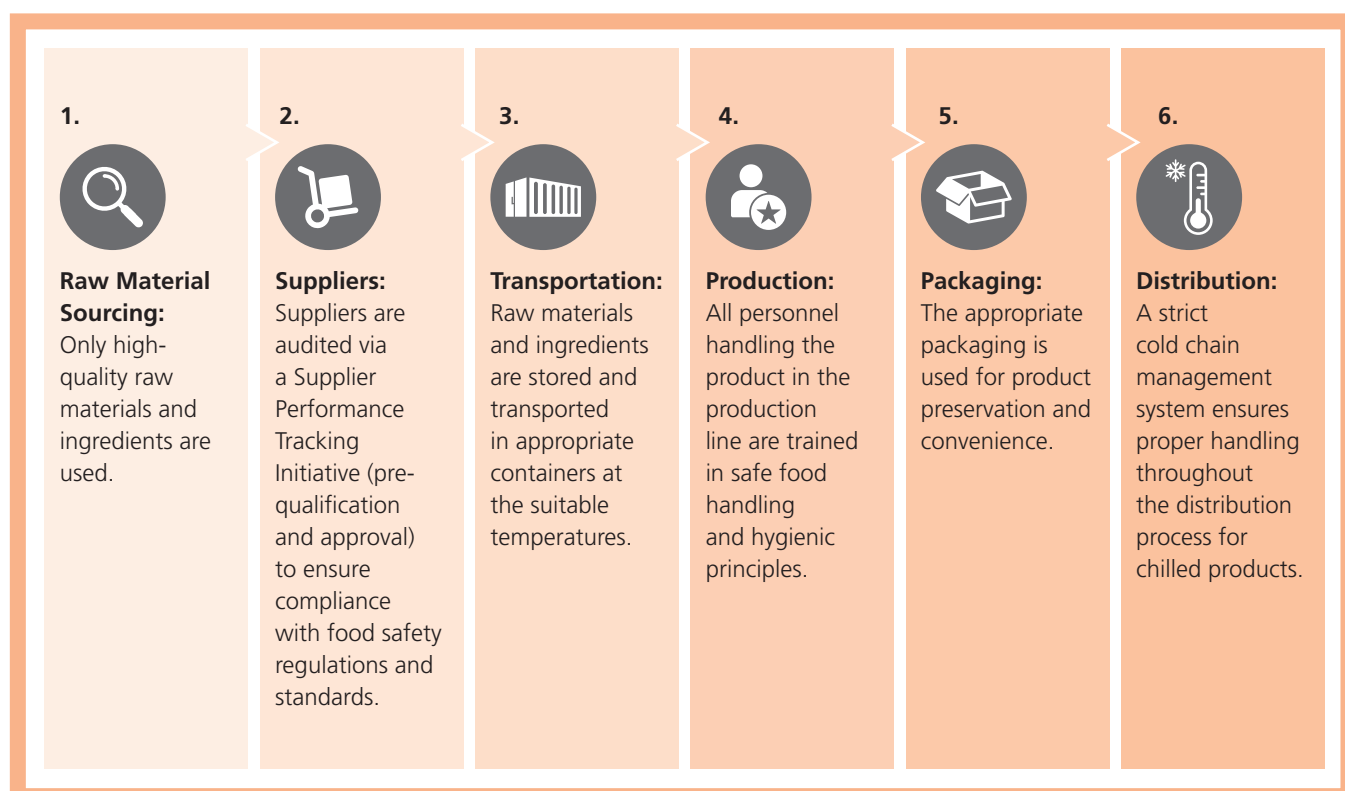 1.
Raw Material
Sourcing:
Only high-
quality raw
materials and
ingredients are
used.
2.
Suppliers:
Suppliers are
audited via
a Supplier
Performance
Tracking
Initiative (pre-
qualification
and approval)
to ensure
compliance
with food safety
regulations and
standards.
3.
Transportation:
Raw materials
and ingredients
are stored and
transported
in appropriate
containers at
the suitable
temperatures.
4.
Production:
All personnel
handling the
product in the
production
line are trained
in safe food
handling
and hygienic
principles.
5.
Packaging:
The appropriate
packaging is
used for product
preservation and
convenience.
6.
Distribution:
A strict
cold chain
management
system ensures
proper handling
throughout
the distribution
process for
chilled products.